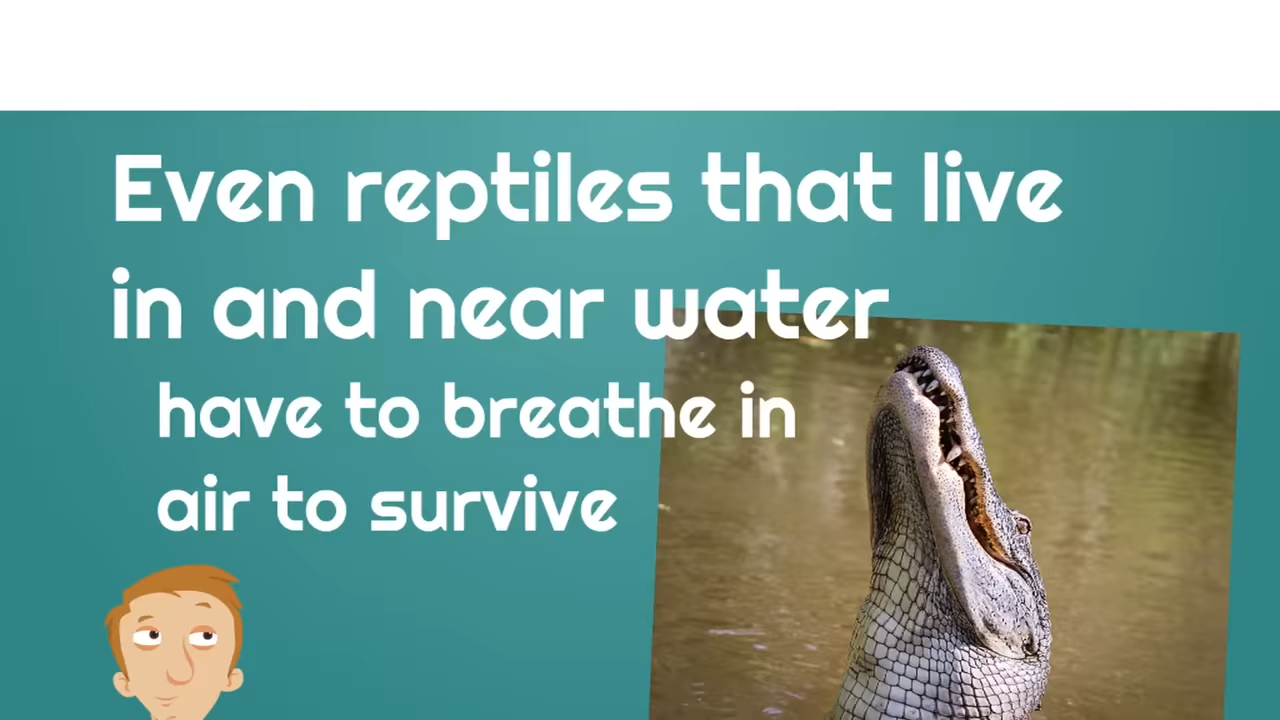 Even reptiles that live
in and near water
have to breathe in
air to survive